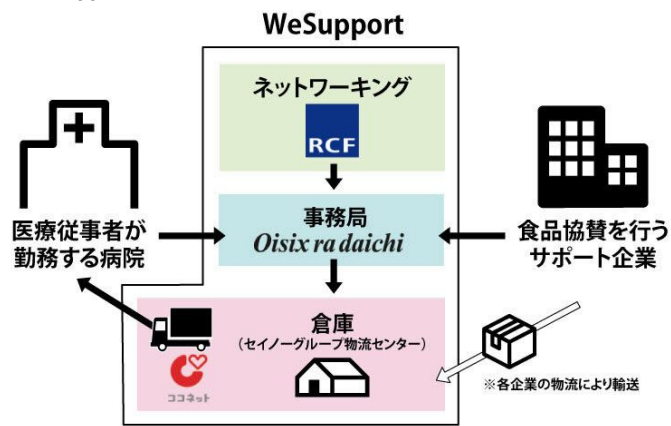 WeSupport
ネットワーキング
RCF
医療従事者が
勤務する病院
事務局
Oisix ra daichi
食品協賛を行う
サポート企業
倉庫
(セイノーグループ物流センター)
ココネット
※各企業の物流により輸送